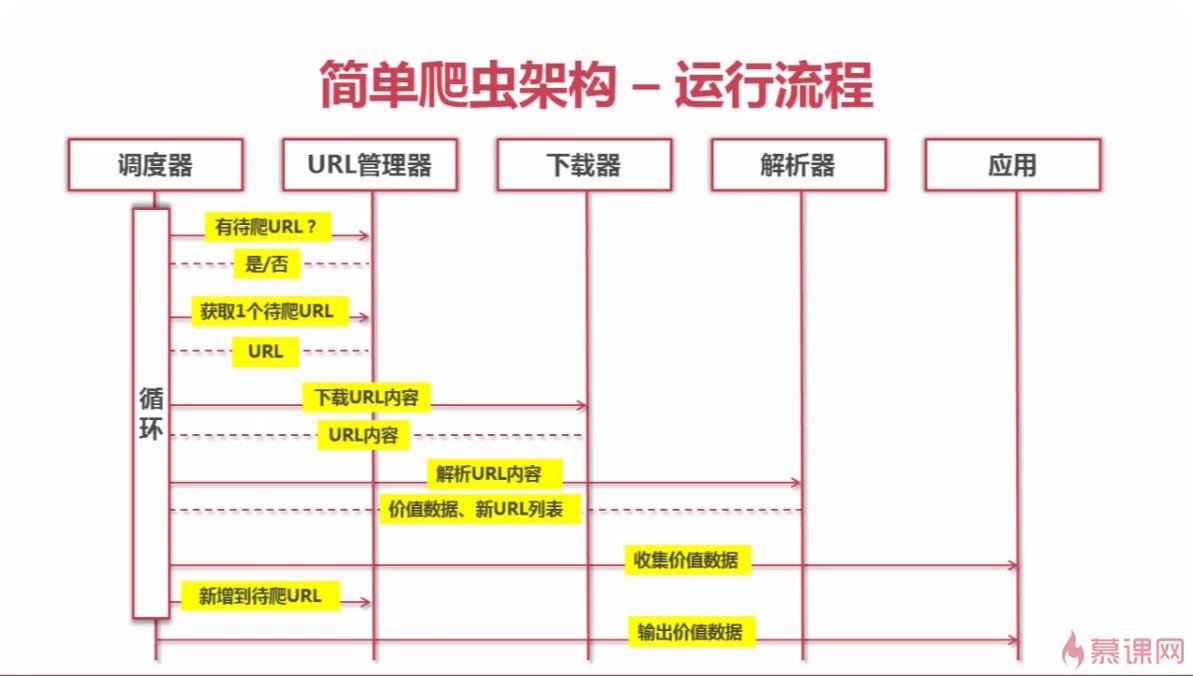 简单爬虫架构 – 运行流程
调度器
URL管理器
下载器
解析器
应用
有待爬URL？
是/否
获取1个待爬URL
URL
循
环
下载URL内容
URL内容
解析URL内容
价值数据、新URL列表
收集价值数据
新增到待爬URL
输出价值数据
慕课网